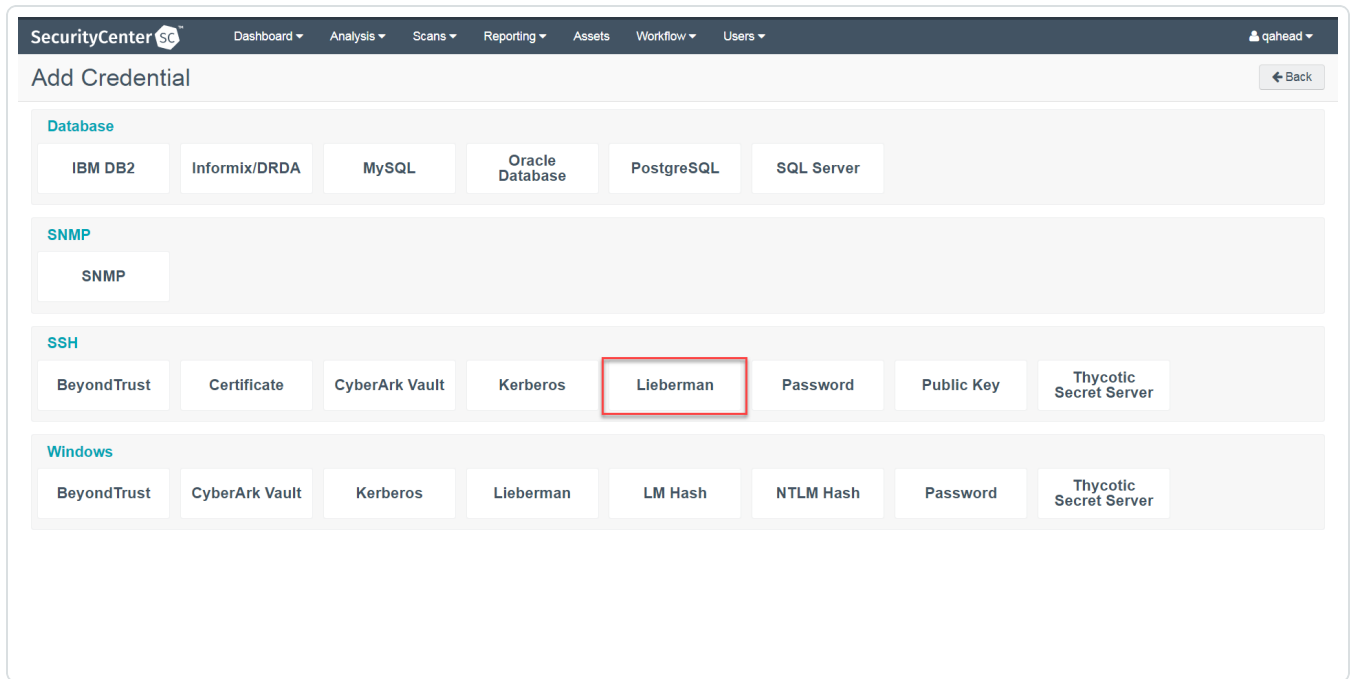 SecurityCenter SC™ Dashboard Analysis Scans Reporting Assets Workflow Users qahead
Add Credential Back
Database
IBM DB2 Informix/DRDA MySQL Oracle Database PostgreSQL SQL Server
SNMP
SNMP
SSH
BeyondTrust Certificate CyberArk Vault Kerberos Lieberman Password Public Key Thycotic Secret Server
Windows
BeyondTrust CyberArk Vault Kerberos Lieberman LM Hash NTLM Hash Password Thycotic Secret Server